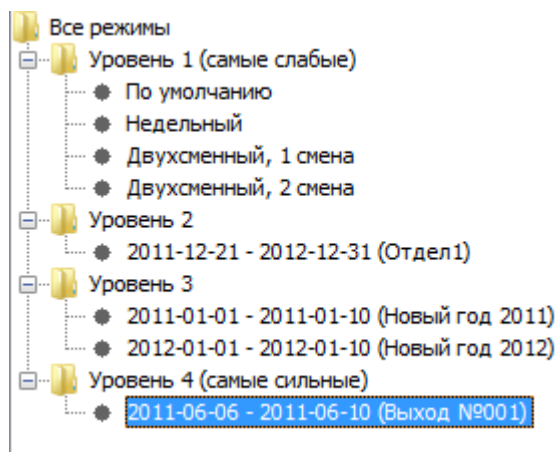 Все режимы
Уровень 1 (самые слабые)
По умолчанию
Недельный
Двухсменный, 1 смена
Двухсменный, 2 смена
Уровень 2
2011-12-21 - 2012-12-31 (Отдел1)
Уровень 3
2011-01-01 - 2011-01-10 (Новый год 2011)
2012-01-01 - 2012-01-10 (Новый год 2012)
Уровень 4 (самые сильные)
2011-06-06 - 2011-06-10 (Выход №001)